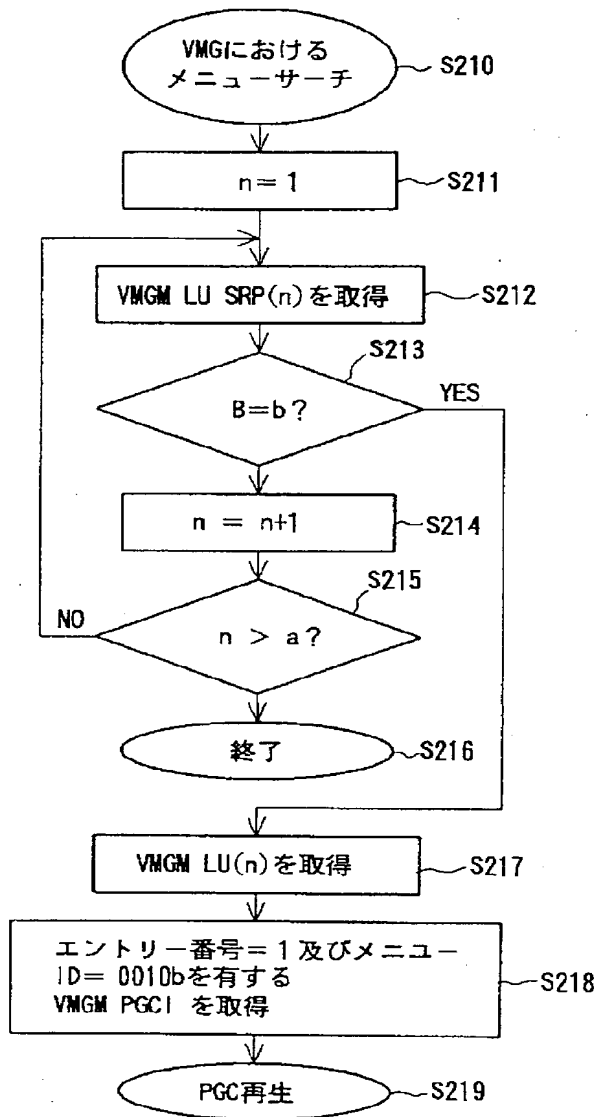 VMGにおける
メニューサーチ
S210
n = 1
S211
VMGM LU SRP(n)を取得
S212
S213
B=b?
YES
n = n+1
S214
S215
NO
n > a?
終了
S216
VMGM LU(n)を取得
S217
エントリー番号=1及びメニュー
ID=0010bを有する
VMGM PGCI を取得
S218
PGC再生
S219